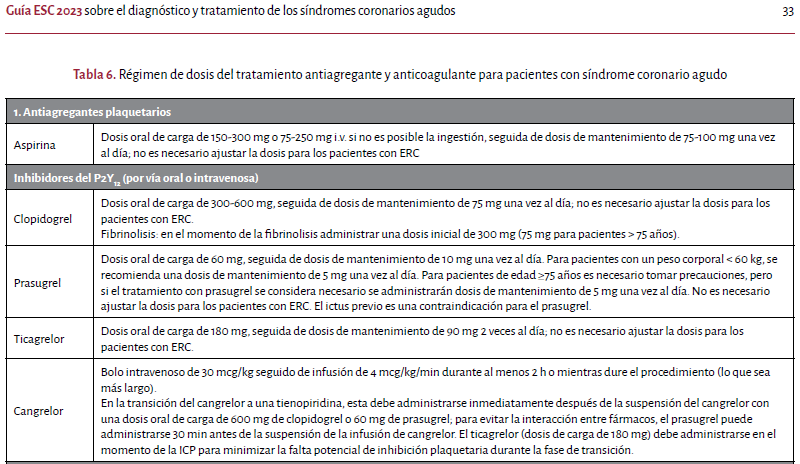 Guía ESC 2023 sobre el diagnóstico y tratamiento de los síndromes coronarios agudos 33
Tabla 6. Régimen de dosis del tratamiento antiagregante y anticoagulante para pacientes con síndrome coronario agudo
1. Antiagregantes plaquetarios
Aspirina
Dosis oral de carga de 150-300 mg o 75-250 mg i.v. si no es posible la ingestión, seguida de dosis de mantenimiento de 75-100 mg una vez
al día; no es necesario ajustar la dosis para los pacientes con ERC
Inhibidores del P2Y12 (por vía oral o intravenosa)
Clopidogrel
Dosis oral de carga de 300-600 mg, seguida de dosis de mantenimiento de 75 mg una vez al día; no es necesario ajustar la dosis para los
pacientes con ERC.
Fibrinolisis: en el momento de la fibrinolisis administrar una dosis inicial de 300 mg (75 mg para pacientes > 75 años).
Prasugrel
Dosis oral de carga de 60 mg, seguida de dosis de mantenimiento de 10 mg una vez al día. Para pacientes con un peso corporal < 60 kg, se
recomienda una dosis de mantenimiento de 5 mg una vez al día. Para pacientes de edad ≥75 años es necesario tomar precauciones, pero
si el tratamiento con prasugrel se considera necesario se administrarán dosis de mantenimiento de 5 mg una vez al día. No es necesario
ajustar la dosis para los pacientes con ERC. El ictus previo es una contraindicación para el prasugrel.
Ticagrelor
Dosis oral de carga de 180 mg, seguida de dosis de mantenimiento de 90 mg 2 veces al día; no es necesario ajustar la dosis para los
pacientes con ERC.
Cangrelor
Bolo intravenoso de 30 mcg/kg seguido de infusión de 4 mcg/kg/min durante al menos 2 h o mientras dure el procedimiento (lo que sea
más largo).
En la transición del cangrelor a una tienopiridina, esta debe administrarse inmediatamente después de la suspensión del cangrelor con
una dosis oral de carga de 600 mg de clopidogrel o 60 mg de prasugrel; para evitar la interacción entre fármacos, el prasugrel puede
administrarse 30 min antes de la suspensión de la infusión de cangrelor. El ticagrelor (dosis de carga de 180 mg) debe administrarse en el
momento de la ICP para minimizar la falta potencial de inhibición plaquetaria durante la fase de transición.